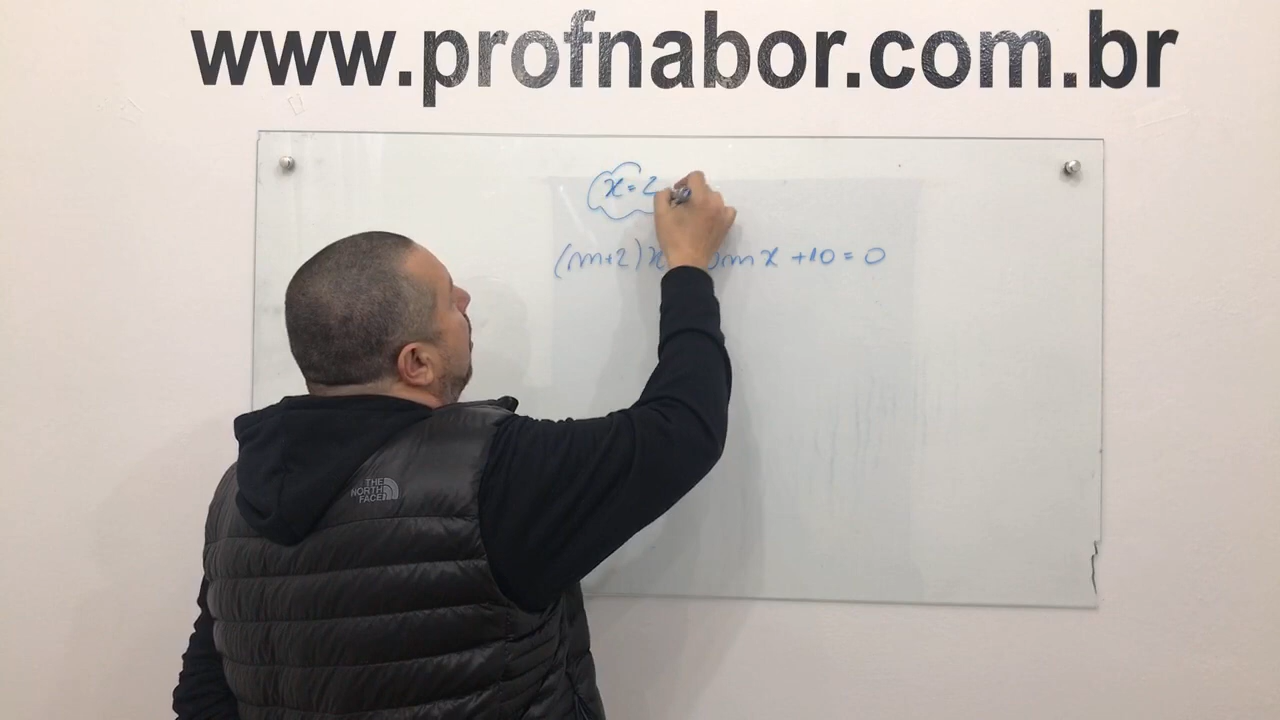 www.profnabor.com.br
x=2
(m+2)x mx +10=0
THE
NORTH
FACE